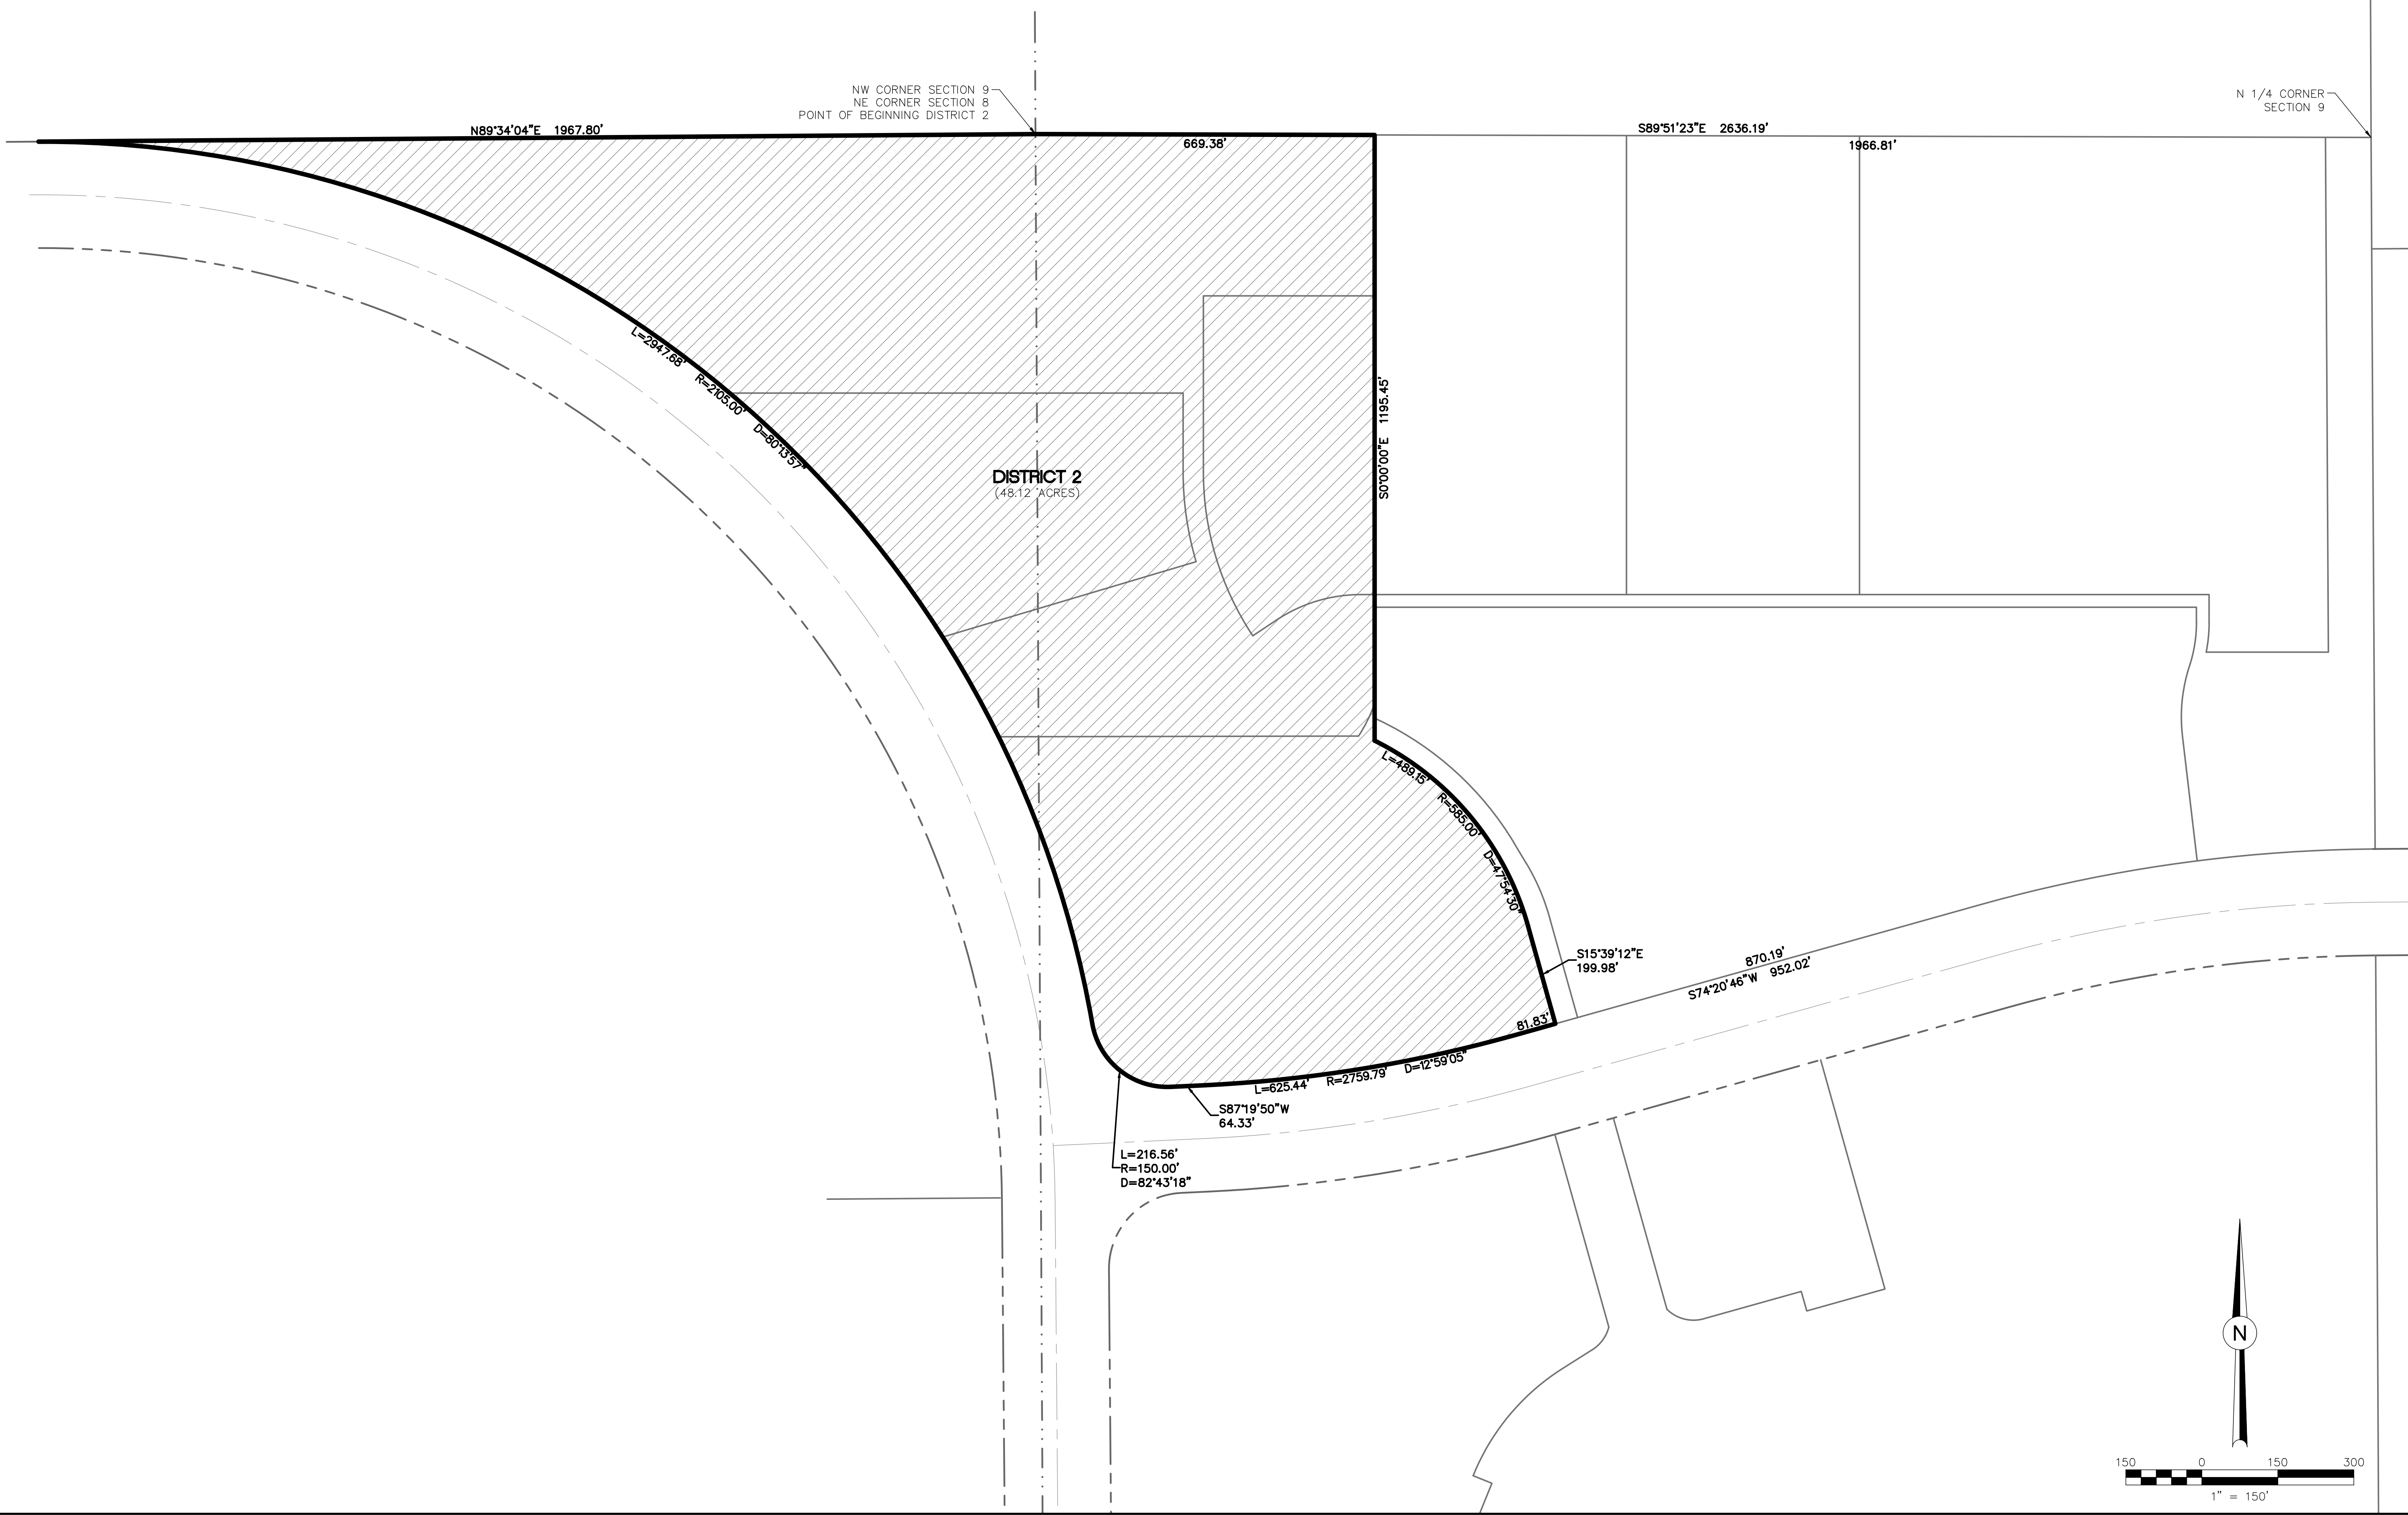 NW CORNER SECTION 9
NE CORNER SECTION 8
POINT OF BEGINNING DISTRICT 2
N 1/4 CORNER
SECTION 9
N89°34'04"E 1967.80'
669.38'
S89°51'23"E 2636.19'
1966.81'
L=2947.68' R=2105.00' D=80°13'57"
S0°00'00"E 1195.45'
DISTRICT 2
(48.12 ACRES)
L=489.15' R=585.00' D=47°54'30"
S15°39'12"E
199.98'
870.19'
S74°20'46"W 952.02'
81.83'
L=625.44' R=2759.79' D=12°59'05"
S87°19'50"W
64.33'
L=216.56'
R=150.00'
D=82°43'18"
N
150 0 150 300
1" = 150'